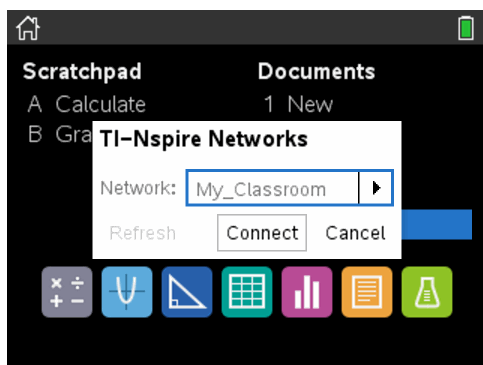 Scratchpad
Documents
A Calculate
1 New
B Gra
TI-Nspire Networks
Network: My_Classroom
Refresh Connect Cancel